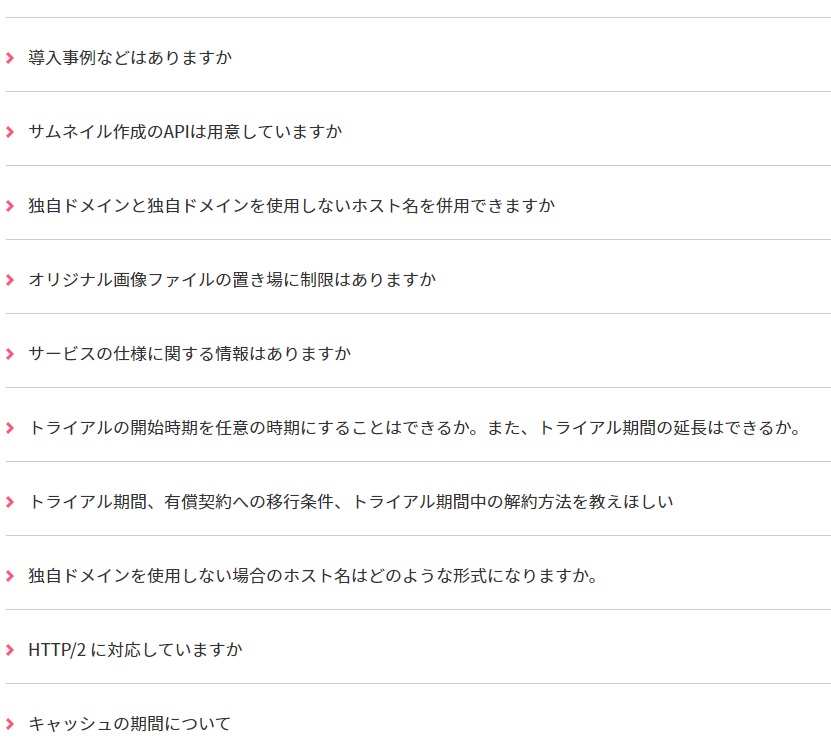 導入事例などはありますか
サムネイル作成のAPIは用意していますか
独自ドメインと独自ドメインを使用しないホスト名を併用できますか
オリジナル画像ファイルの置き場に制限はありますか
サービスの仕様に関する情報はありますか
トライアルの開始時期を任意の時期にすることはできるか。また、トライアル期間の延長はできるか。
トライアル期間、有償契約への移行条件、トライアル期間中の解約方法を教えほしい
独自ドメインを使用しない場合のホスト名はどのような形式になりますか。
HTTP/2 に対応していますか
キャッシュの期間について